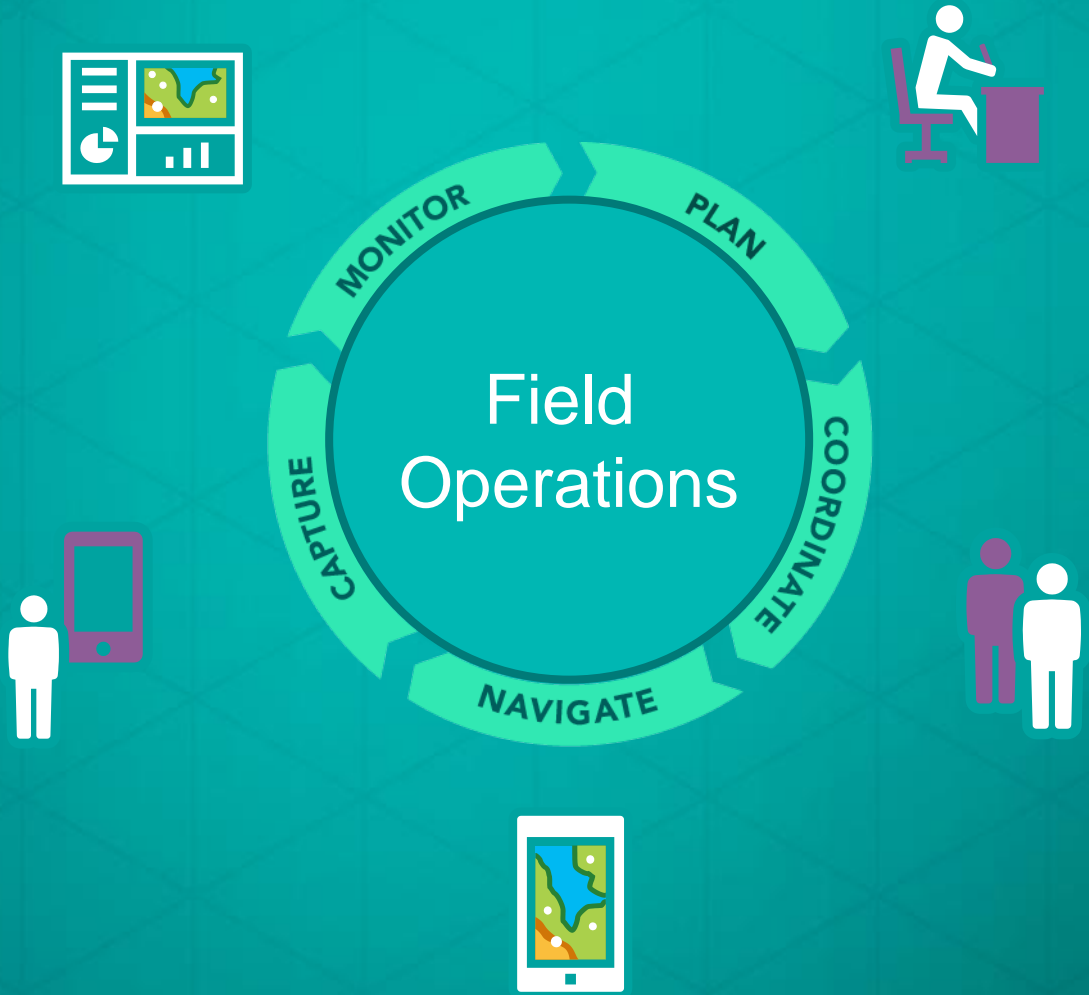 MONITOR
PLAN
Field
Operations
COORDINATE
CAPTURE
NAVIGATE